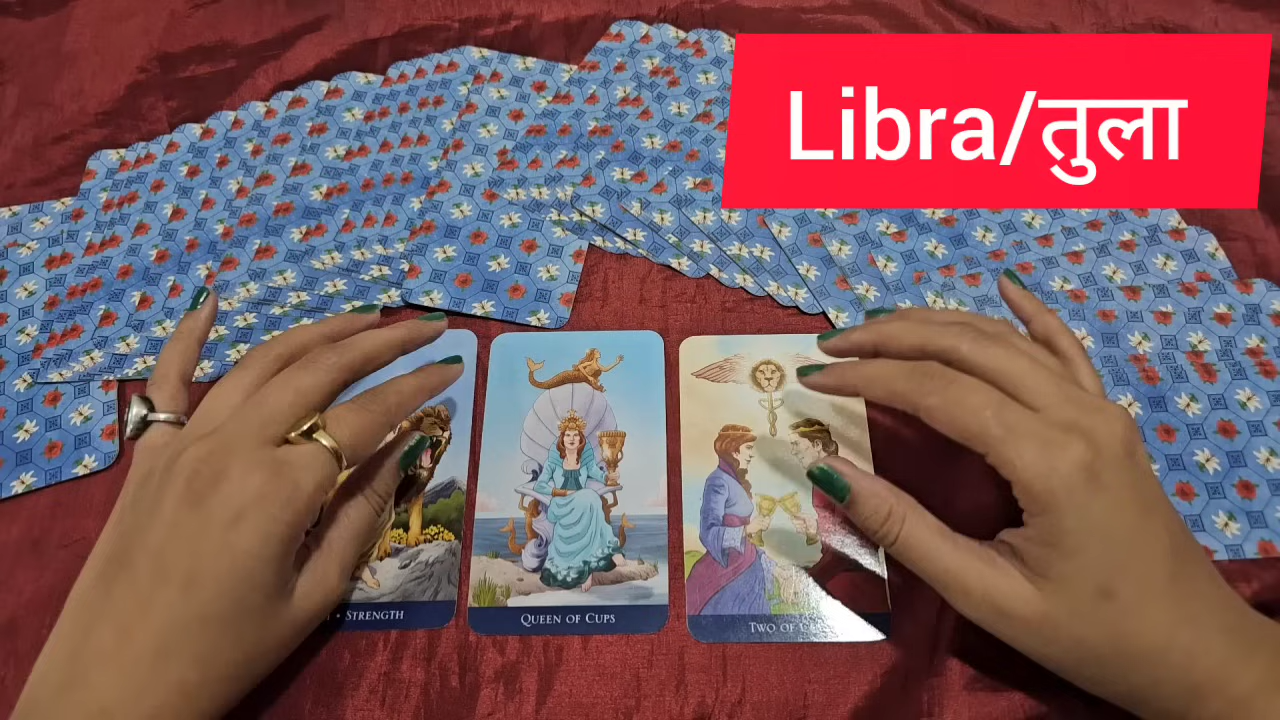 Libra/तुला
• STRENGTH
QUEEN OF CUPS
TWO OF